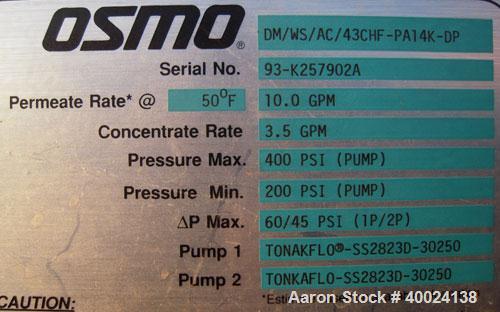 OSMO® DM/WS/AC/43CHF-PA14K-DP
Serial No. 93-K257902A
Permeate Rate* @ 50°F 10.0 GPM
Concentrate Rate 3.5 GPM
Pressure Max. 400 PSI (PUMP)
Pressure Min. 200 PSI (PUMP)
ΔP Max. 60/45 PSI (1P/2P)
Pump 1 TONAKFLO®-SS2823D-30250
Pump 2 TONKAFLO-SS2823D-30250
CAUTION:
Aaron Stock # 40024138